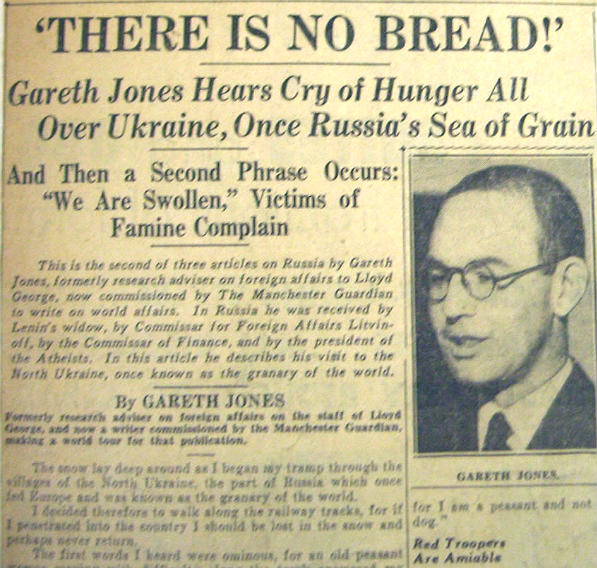 'THERE IS NO BREAD!'
Gareth Jones Hears Cry of Hunger All
Over Ukraine, Once Russia's Sea of Grain
And Then a Second Phrase Occurs:
"We Are Swollen," Victims of
Famine Complain
This is the second of three articles on Russia by Gareth
Jones, formerly research adviser on foreign affairs to Lloyd
George, now commissioned by The Manchester Guardian
to write on world affairs. In Russia he was received by
Lenin's widow, by Commissar for Foreign Affairs Litvin-
off, by the Commissar of Finance, and by the president of
the Atheists. In this article he describes his visit to the
North Ukraine, once known as the granary of the world.
By GARETH JONES
Formerly research adviser on foreign affairs on the staff of Lloyd
George, and now a writer commissioned by the Manchester Guardian,
making a world tour for that publication.
The snow lay deep around as I began my tramp through the
villages of the North Ukraine, the part of Russia which once
fed Europe and was known as the granary of the world.
I decided therefore to walk along the railway tracks, for if
I penetrated into the country I should be lost in the snow and
perhaps never return.
The first words I heard were ominous, for an old peasant
GARETH JONES.
for I am a peasant and not
dog."
Red Troopers
Are Amiable